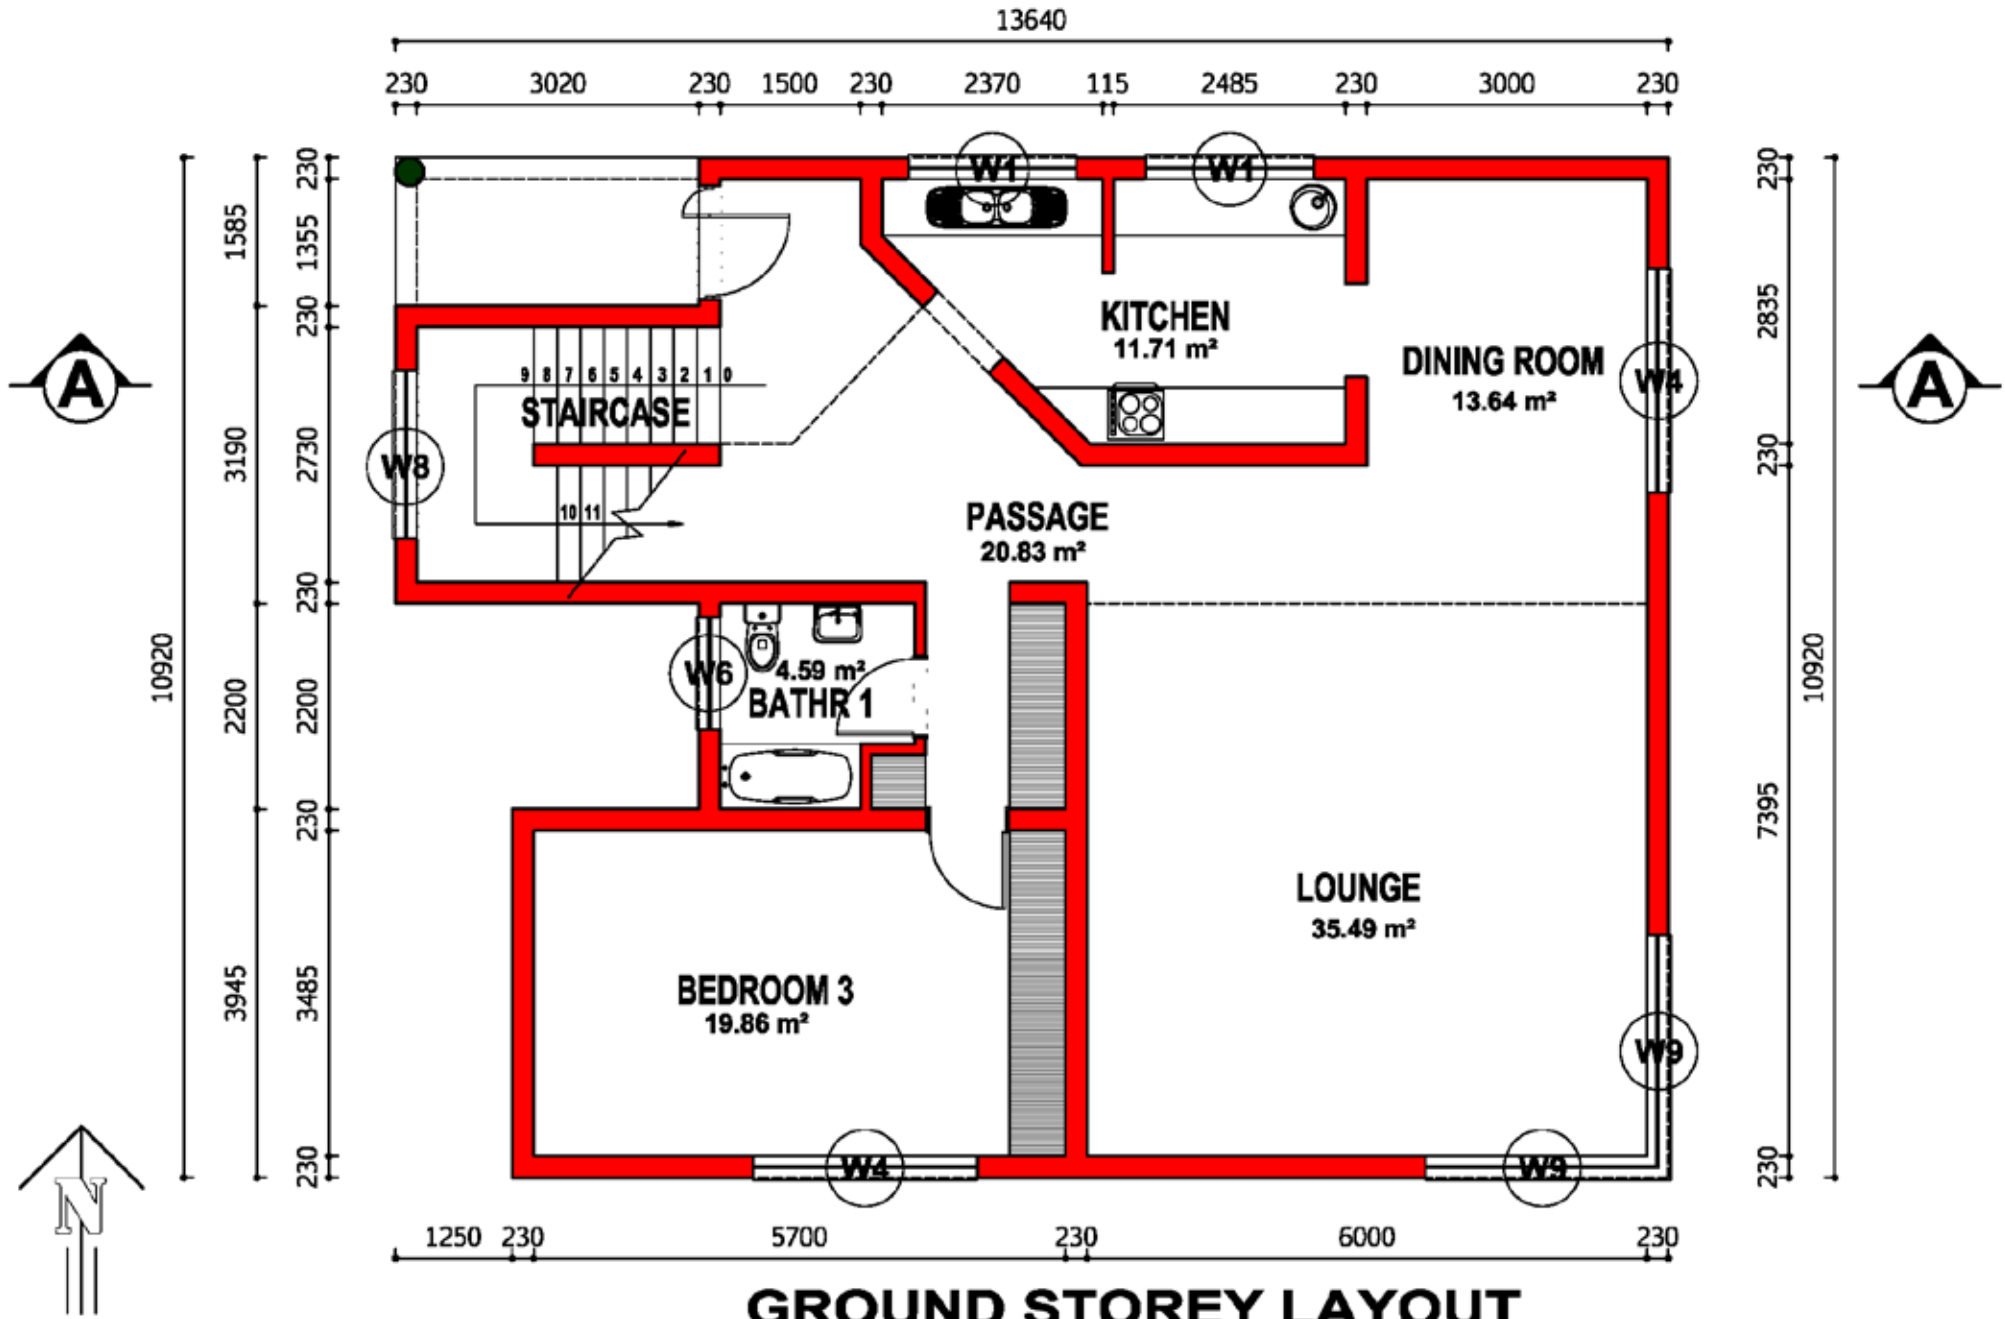 13640
230 3020 230 1500 230 2370 115 2485 230 3000 230
230
1355
230
2730
230
2200
230
3485
230
1585
3190
2200
3945
10920
230
2835
230
7395
230
10920
W1
W1
KITCHEN
11.71 m²
DINING ROOM
13.64 m²
W4
A
A
9 8 7 6 5 4 3 2 1 0
STAIRCASE
W8
10 11
PASSAGE
20.83 m²
W6
4.59 m²
BATHR 1
LOUNGE
35.49 m²
BEDROOM 3
19.86 m²
W9
W4
W9
N
1250 230 5700 230 6000 230
GROUND STOREY LAYOUT